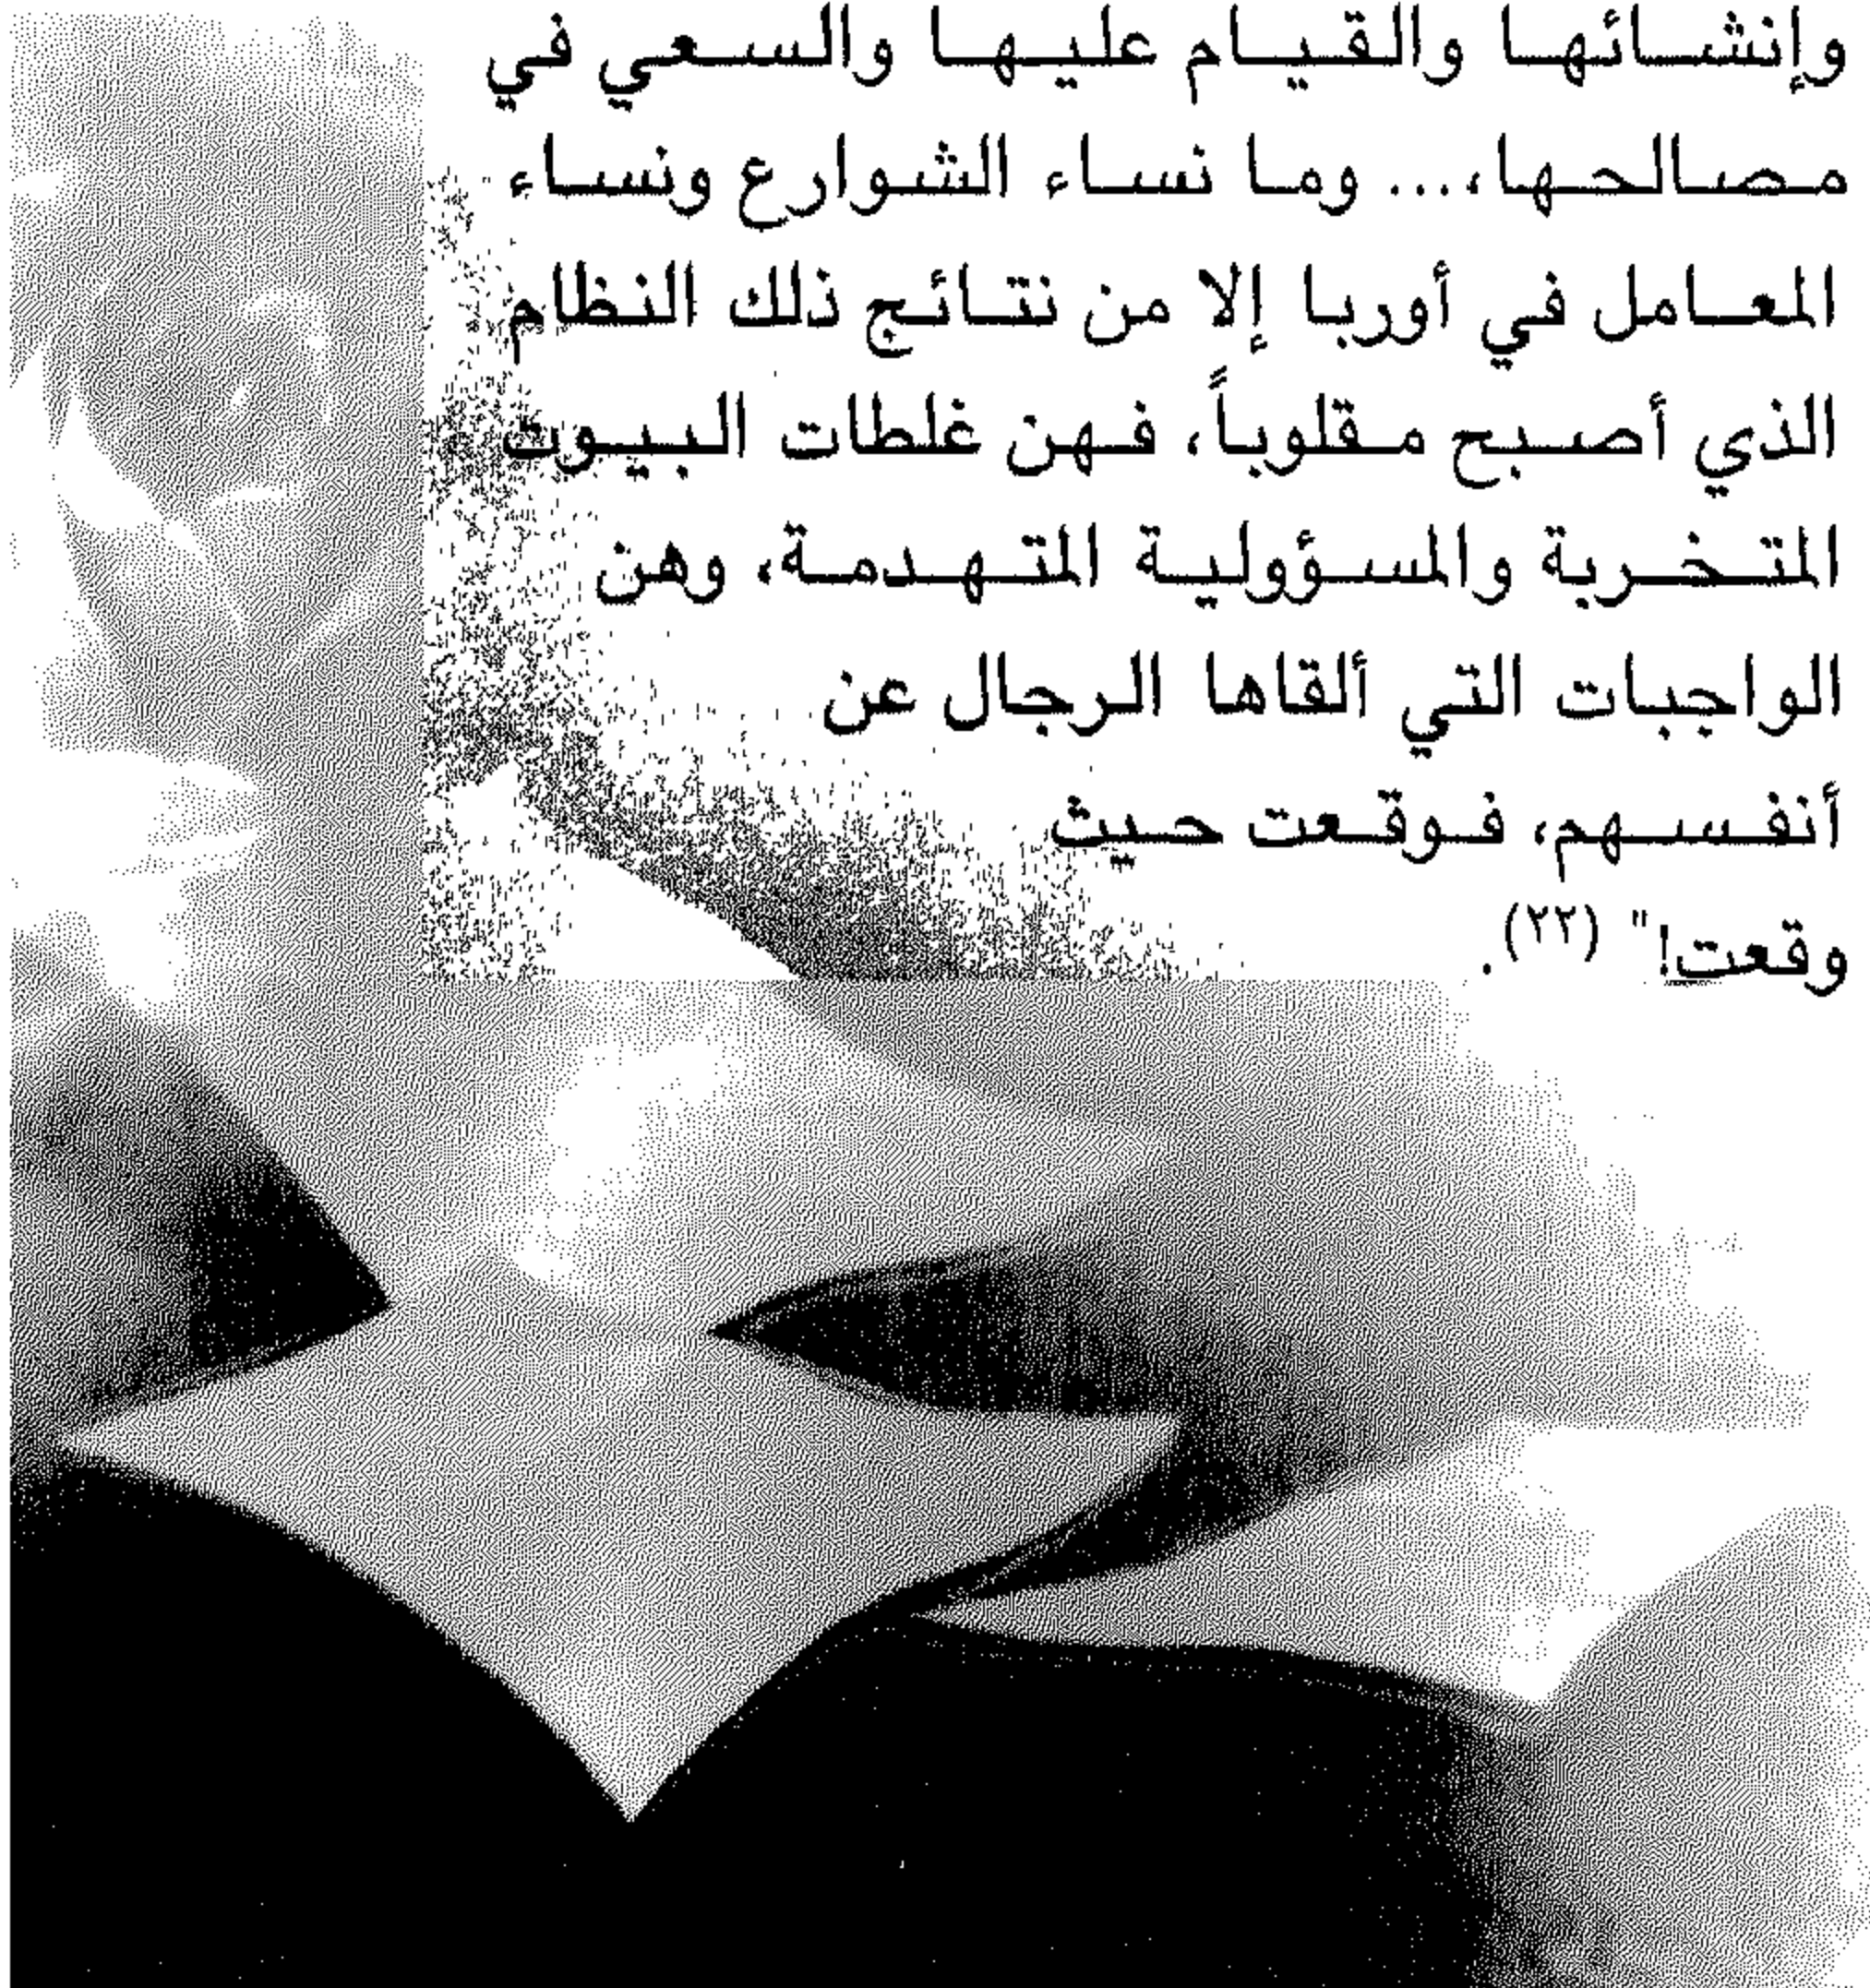 وإنشائها والقيام عليها والسعي في
مصالحها،... وما نساء الشوارع ونساء
المعامل في أوربا إلا من نتائج ذلك النظام
الذي أصبح مقلوباً، فهن غلطات البيوت
المتخربة والمسؤولية المتهدمة، وهن
الواجبات التي ألقاها الرجال عن
أنفسهم، فوقعت حيث
وقعت!" (٢٢).